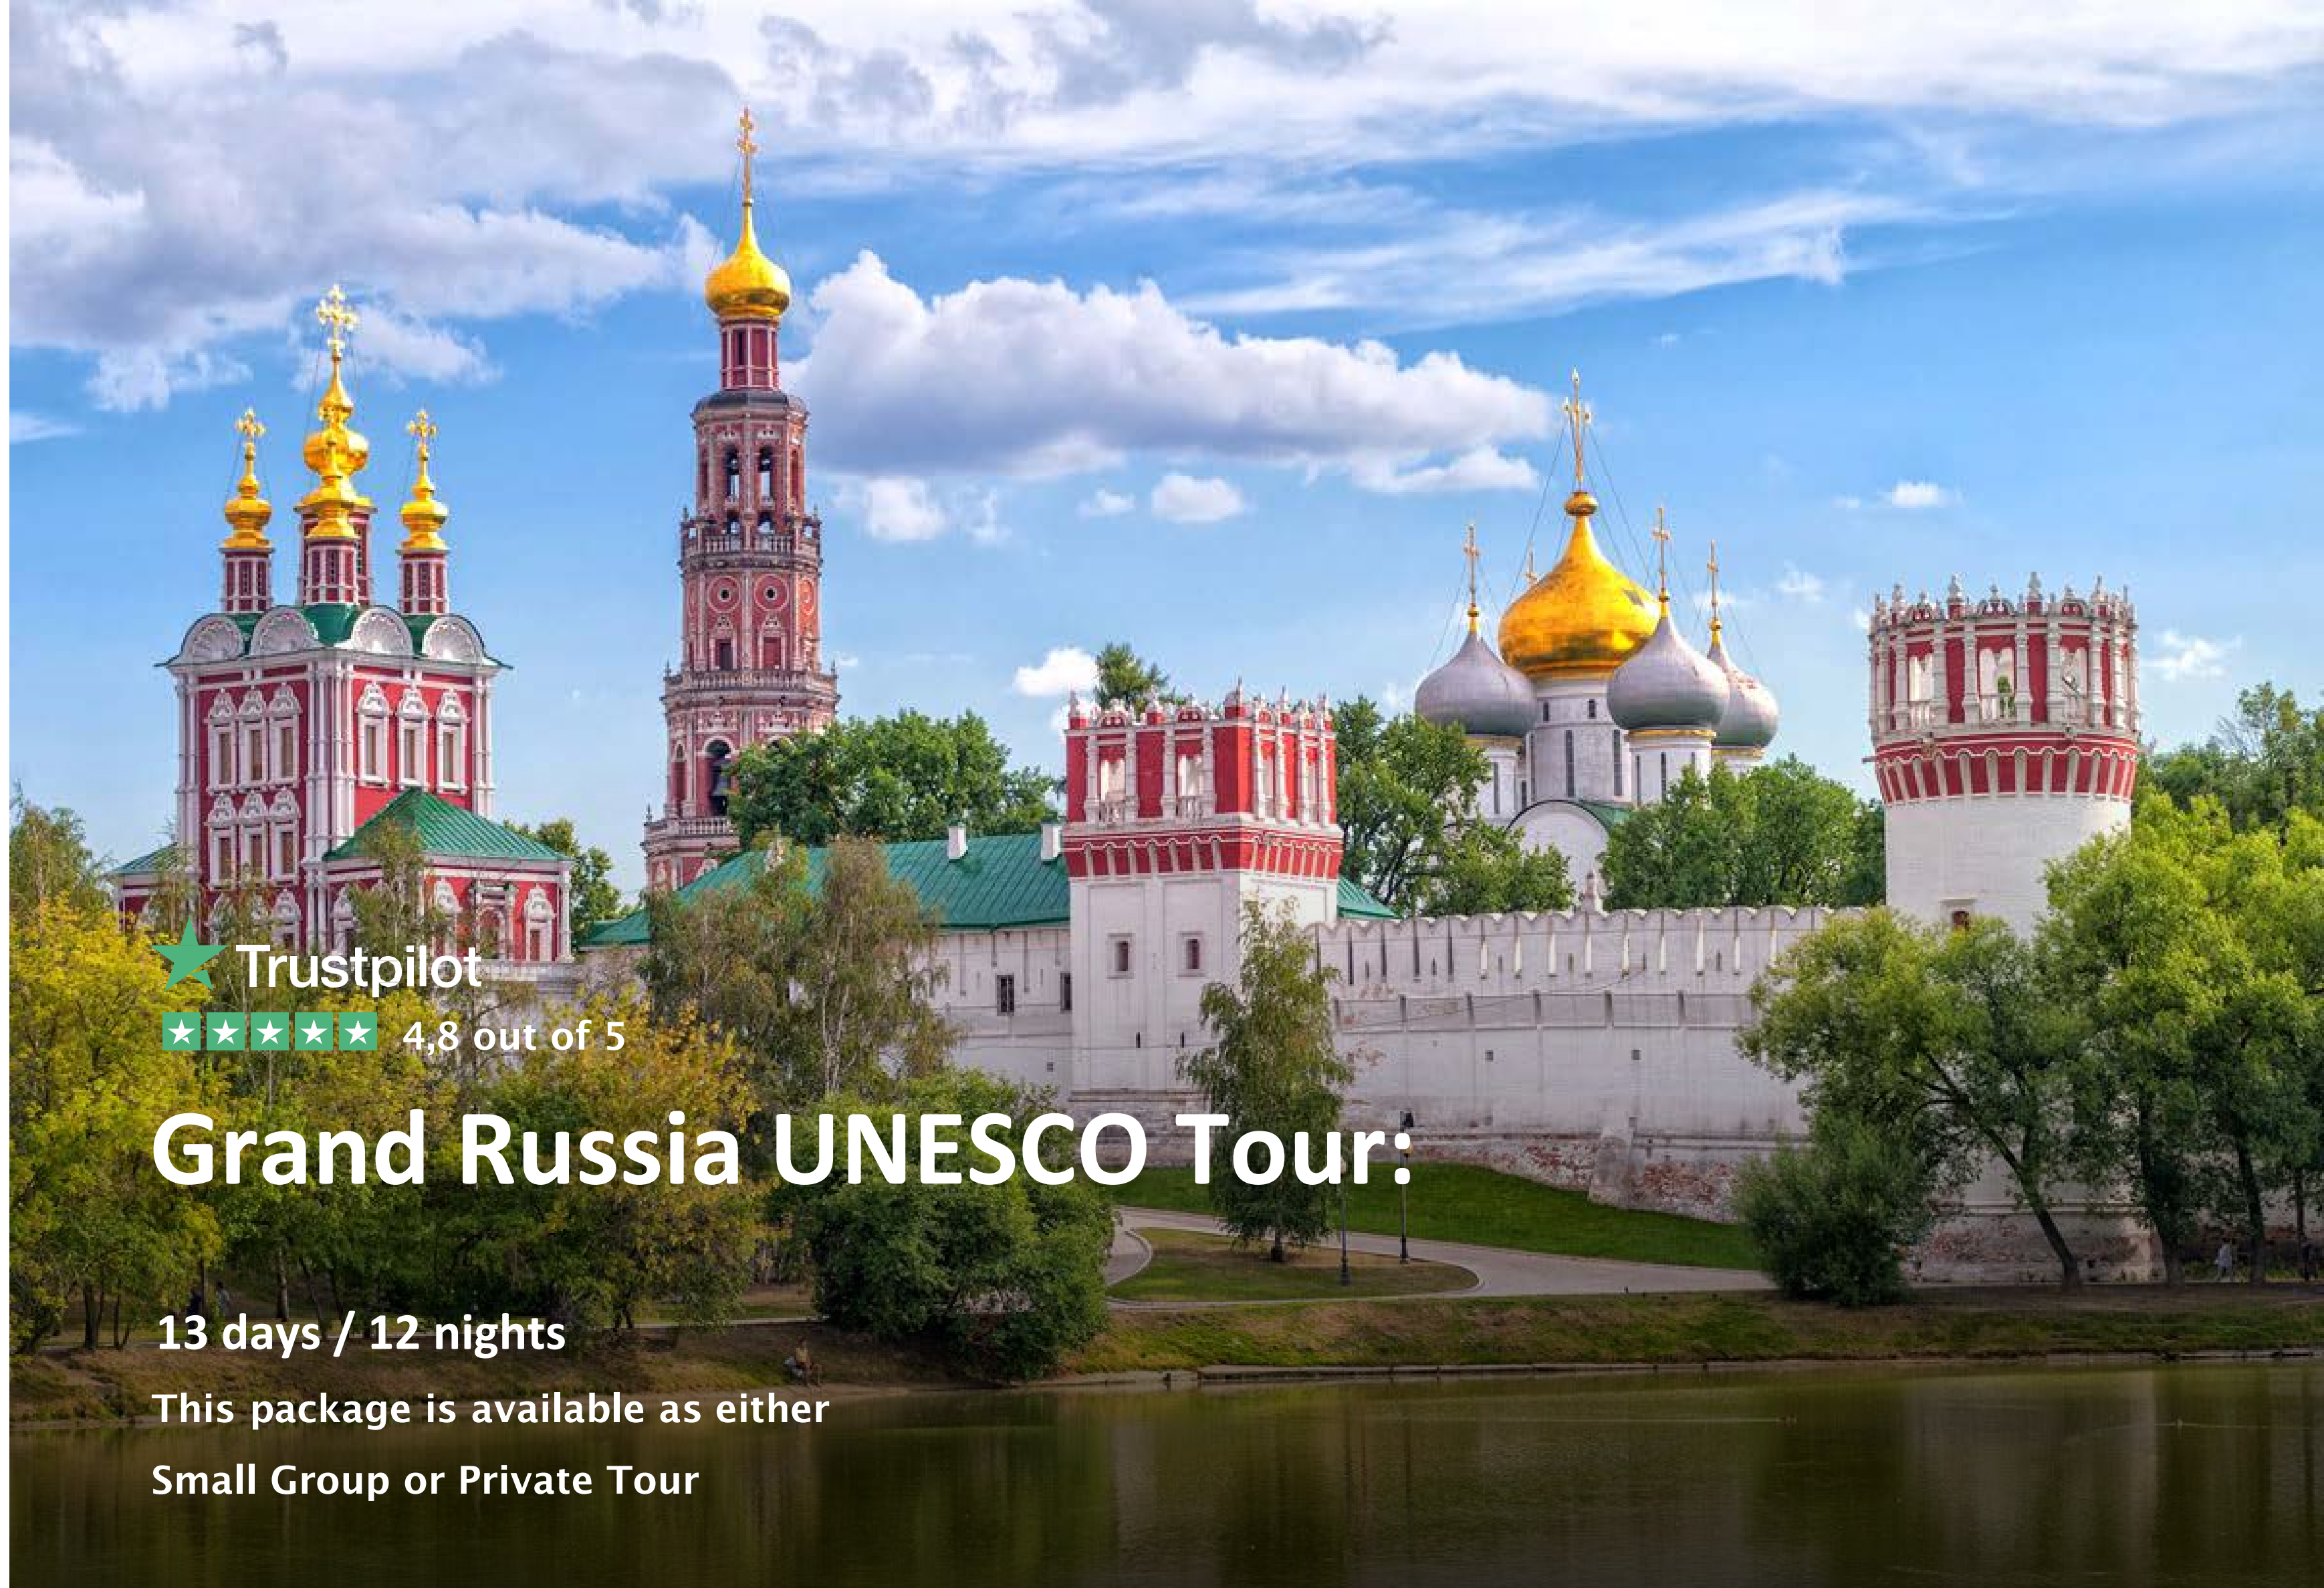 Trustpilot
4,8 out of 5
Grand Russia UNESCO Tour:
13 days / 12 nights
This package is available as either
Small Group or Private Tour